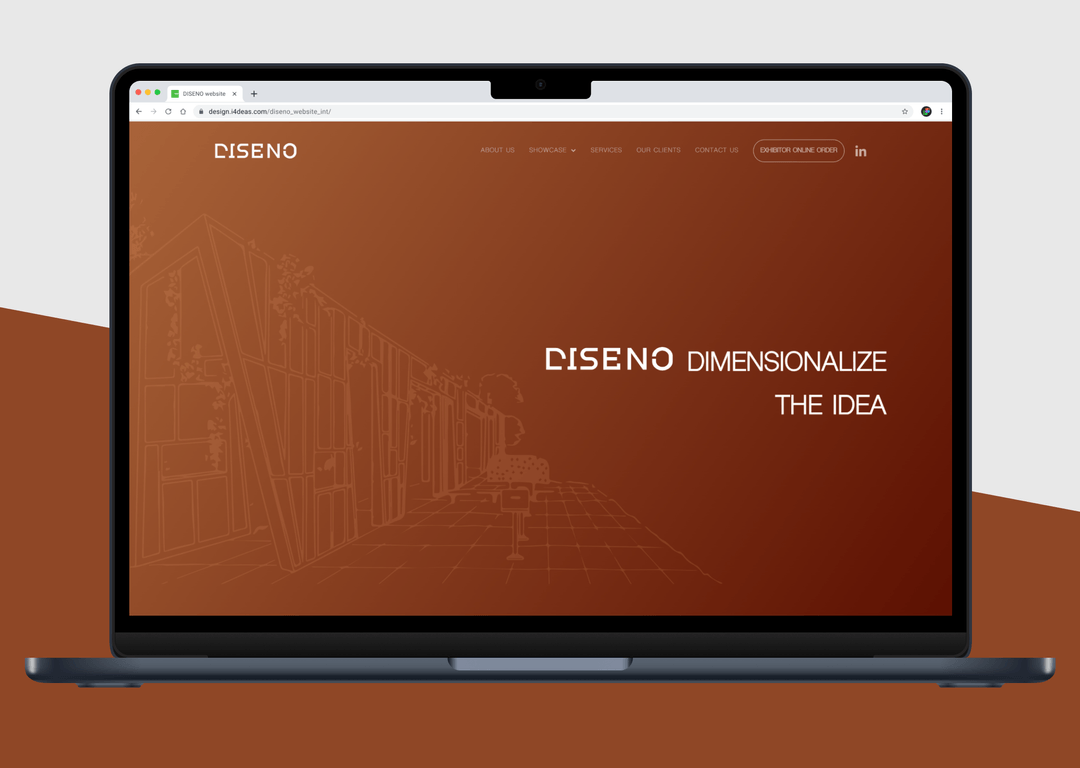 DISENO website
design.i4deas.com/diseno_website_int/
DISENO
ABOUT US SHOWCASE SERVICES OUR CLIENTS CONTACT US EXHIBITOR ONLINE ORDER in
DISENO DIMENSIONALIZE
THE IDEA